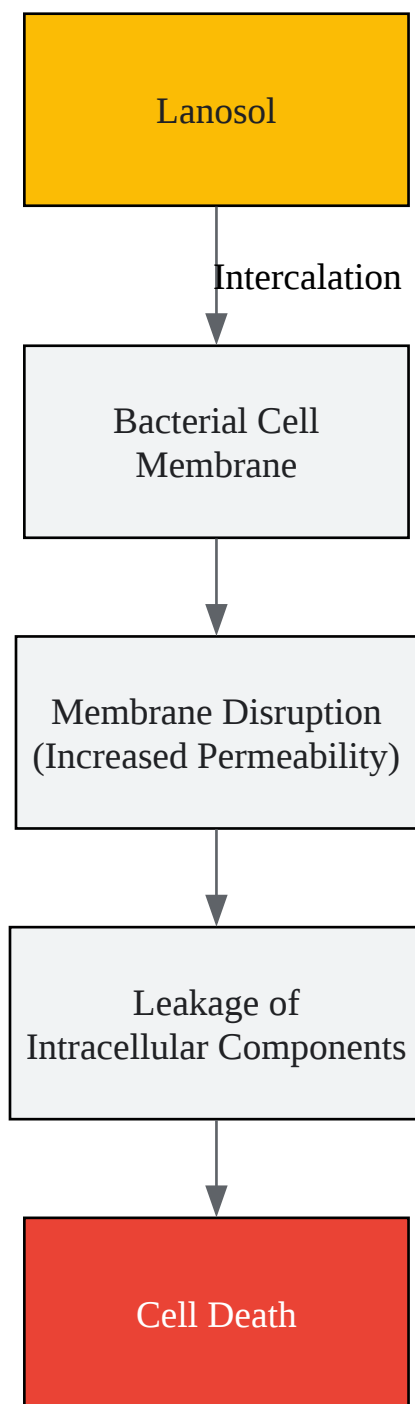 Lanosol
Intercalation
Bacterial Cell
Membrane
Membrane Disruption
(Increased Permeability)
Leakage of
Intracellular Components
Cell Death